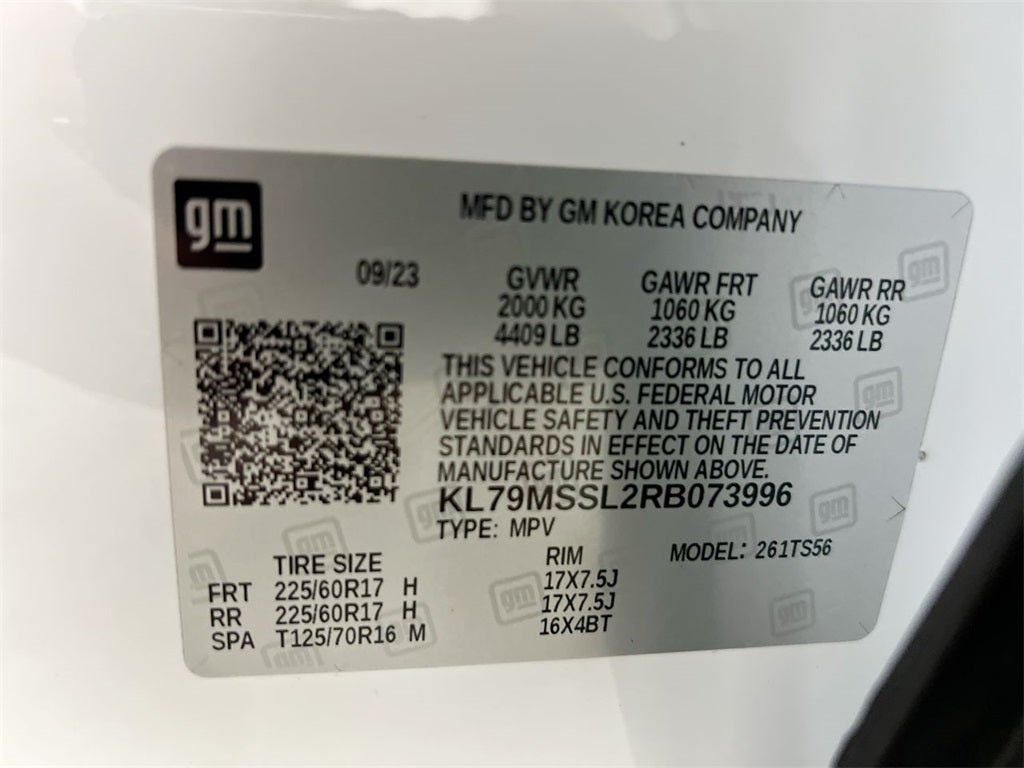 gm
MFD BY GM KOREA COMPANY
09/23 GVWR GAWR FRT GAWR RR
2000 KG 1060 KG 1060 KG
4409 LB 2336 LB 2336 LB
THIS VEHICLE CONFORMS TO ALL
APPLICABLE U.S. FEDERAL MOTOR
VEHICLE SAFETY AND THEFT PREVENTION
STANDARDS IN EFFECT ON THE DATE OF
MANUFACTURE SHOWN ABOVE.
KL79MSSL2RB073996
TYPE: MPV
MODEL: 261TS56
TIRE SIZE RIM
FRT 225/60R17 H 17X7.5J
RR 225/60R17 H 17X7.5J
SPA T125/70R16 M 16X4BT